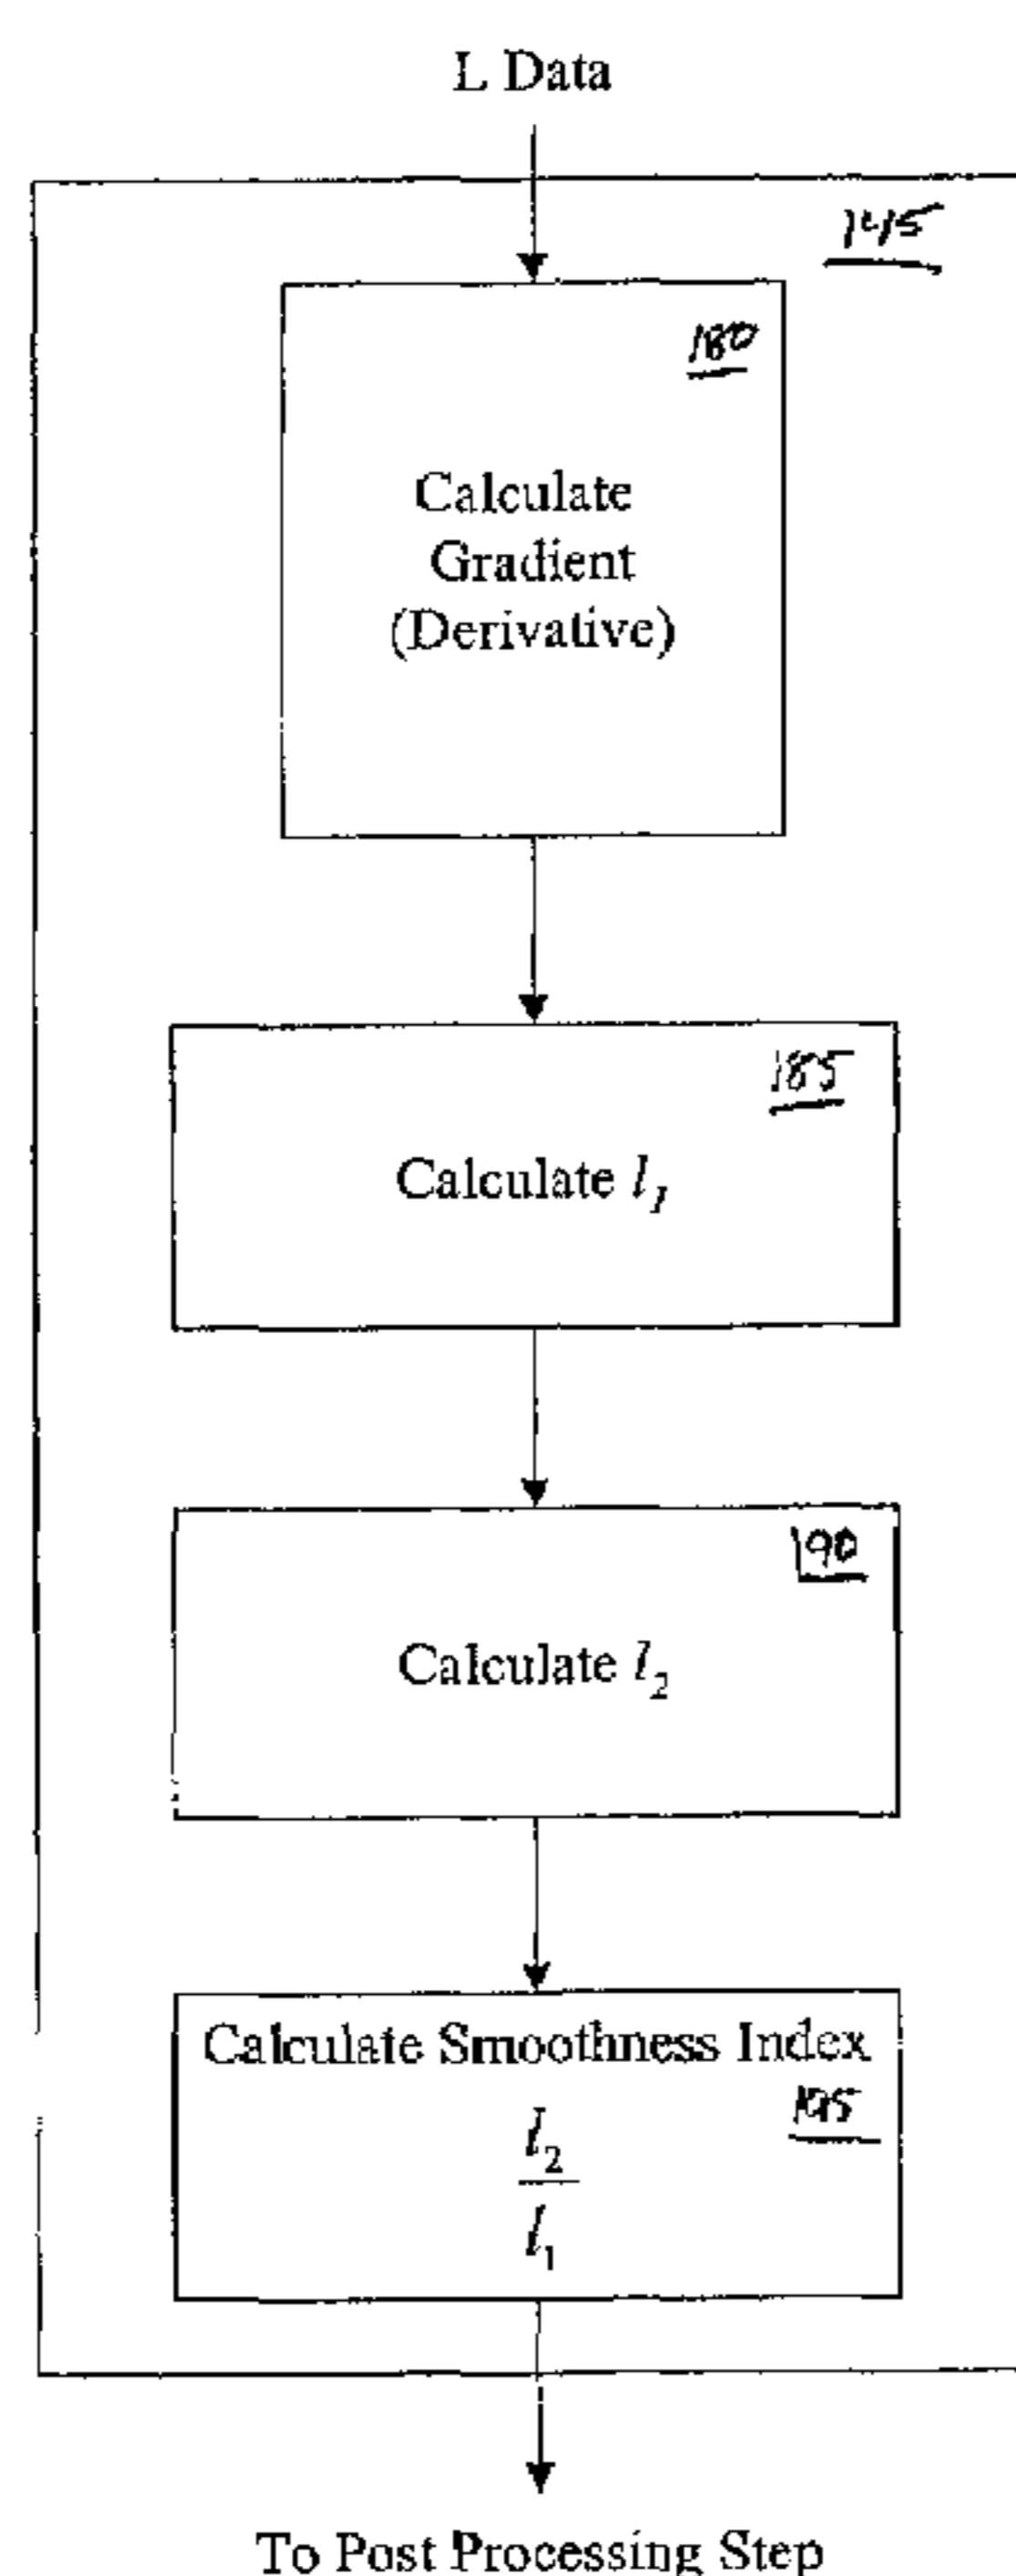 L Data
145
180
Calculate
Gradient
(Derivative)
185
Calculate l₁
190
Calculate l₂
Calculate Smoothness Index
195
l₂
l₁
To Post Processing Step